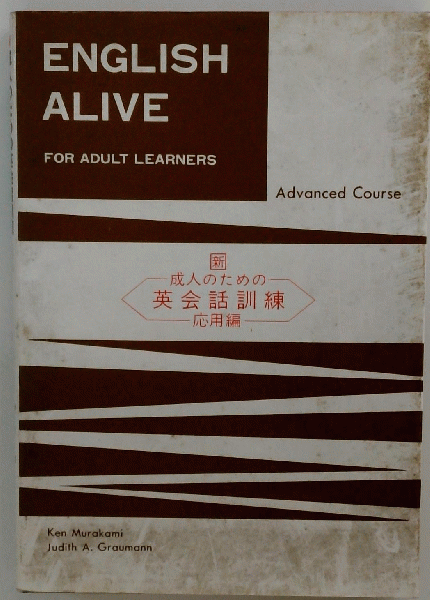 ENGLISH
ALIVE
FOR ADULT LEARNERS
Advanced Course
新
成人のための
英会話訓練
応用編
Ken Murakami
Judith A. Graumann